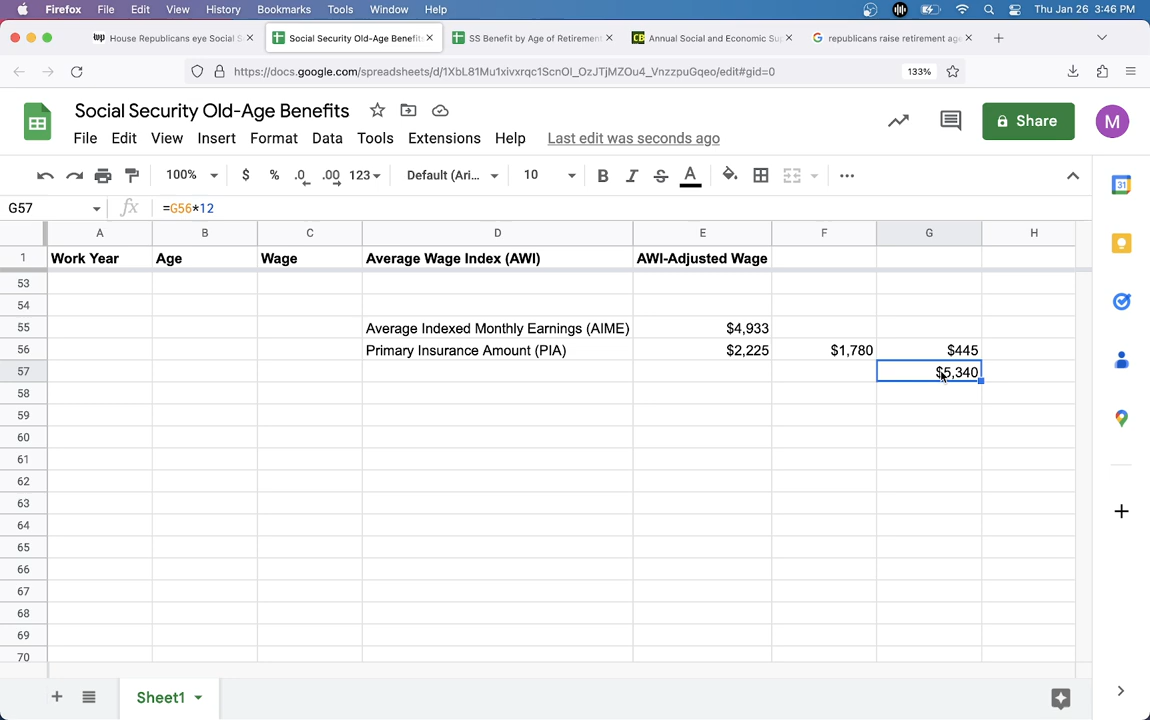 Firefox File Edit View History Bookmarks Tools Window Help Thu Jan 26 3:46 PM
wp House Republicans eye Social S Social Security Old-Age Benefit SS Benefit by Age of Retirement CB Annual Social and Economic Su republicans raise retirement age
https://docs.google.com/spreadsheets/d/1XbL81Mu1xivxrqc1ScnOl_OzJTjMZOu4_VnzzpuGqeo/edit#gid=0 133%
Social Security Old-Age Benefits
File Edit View Insert Format Data Tools Extensions Help Last edit was seconds ago
Share M
100% $ % .0 .00 123 Default (Ari... 10 B I S A
31
G57 fx =G56*12
A B C D E F G H
1 Work Year Age Wage Average Wage Index (AWI) AWI-Adjusted Wage
53
54
55 Average Indexed Monthly Earnings (AIME) $4,933
56 Primary Insurance Amount (PIA) $2,225 $1,780 $445
57 $5,340
58
59
60
61
62
63
64
65
66
67
68
69
70
Sheet1